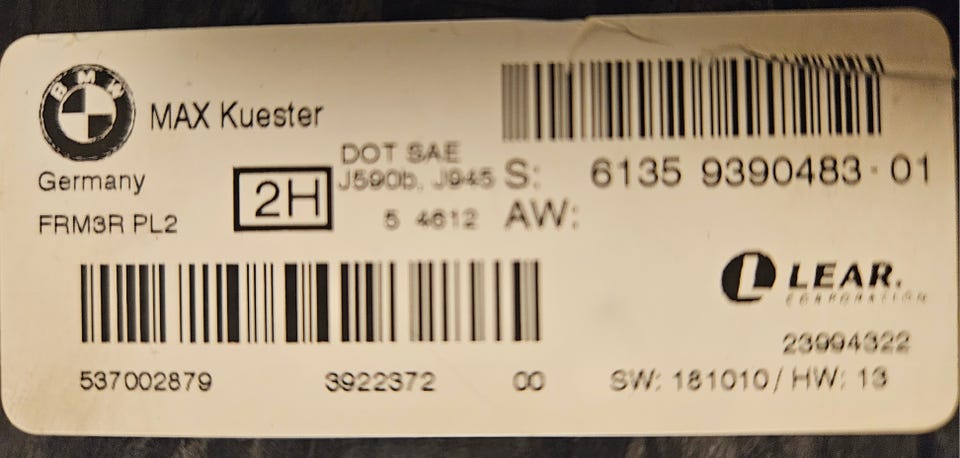 BMW
MAX Kuester
Germany
FRM3R PL2
2H
DOT SAE
J590b, J945
5 4612
S: 6135 9390483-01
AW:
LEAR.
CORPORATION
23994322
537002879 3922372 00
SW: 181010 / HW: 13